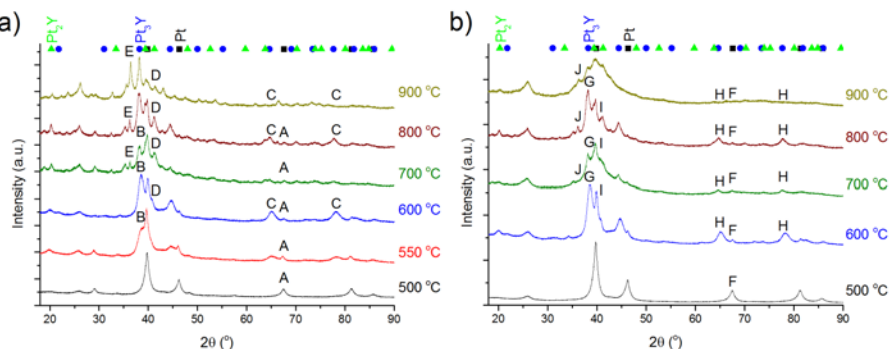 a)
Pt2Y
Pt3Y
Pt
E
D
C
C
900 °C
E
B
D
C
A
C
800 °C
E
B
D
A
700 °C
B
D
C
A
C
600 °C
B
A
550 °C
A
500 °C
Intensity (a.u.)
20 30 40 50 60 70 80 90
2θ (°)
b)
Pt2Y
Pt3Y
Pt
J
G
H
F
H
900 °C
J
G
I
H
F
H
800 °C
J
G
I
H
F
H
700 °C
G
I
H
F
H
600 °C
F
500 °C
Intensity (a.u.)
20 30 40 50 60 70 80 90
2θ (°)